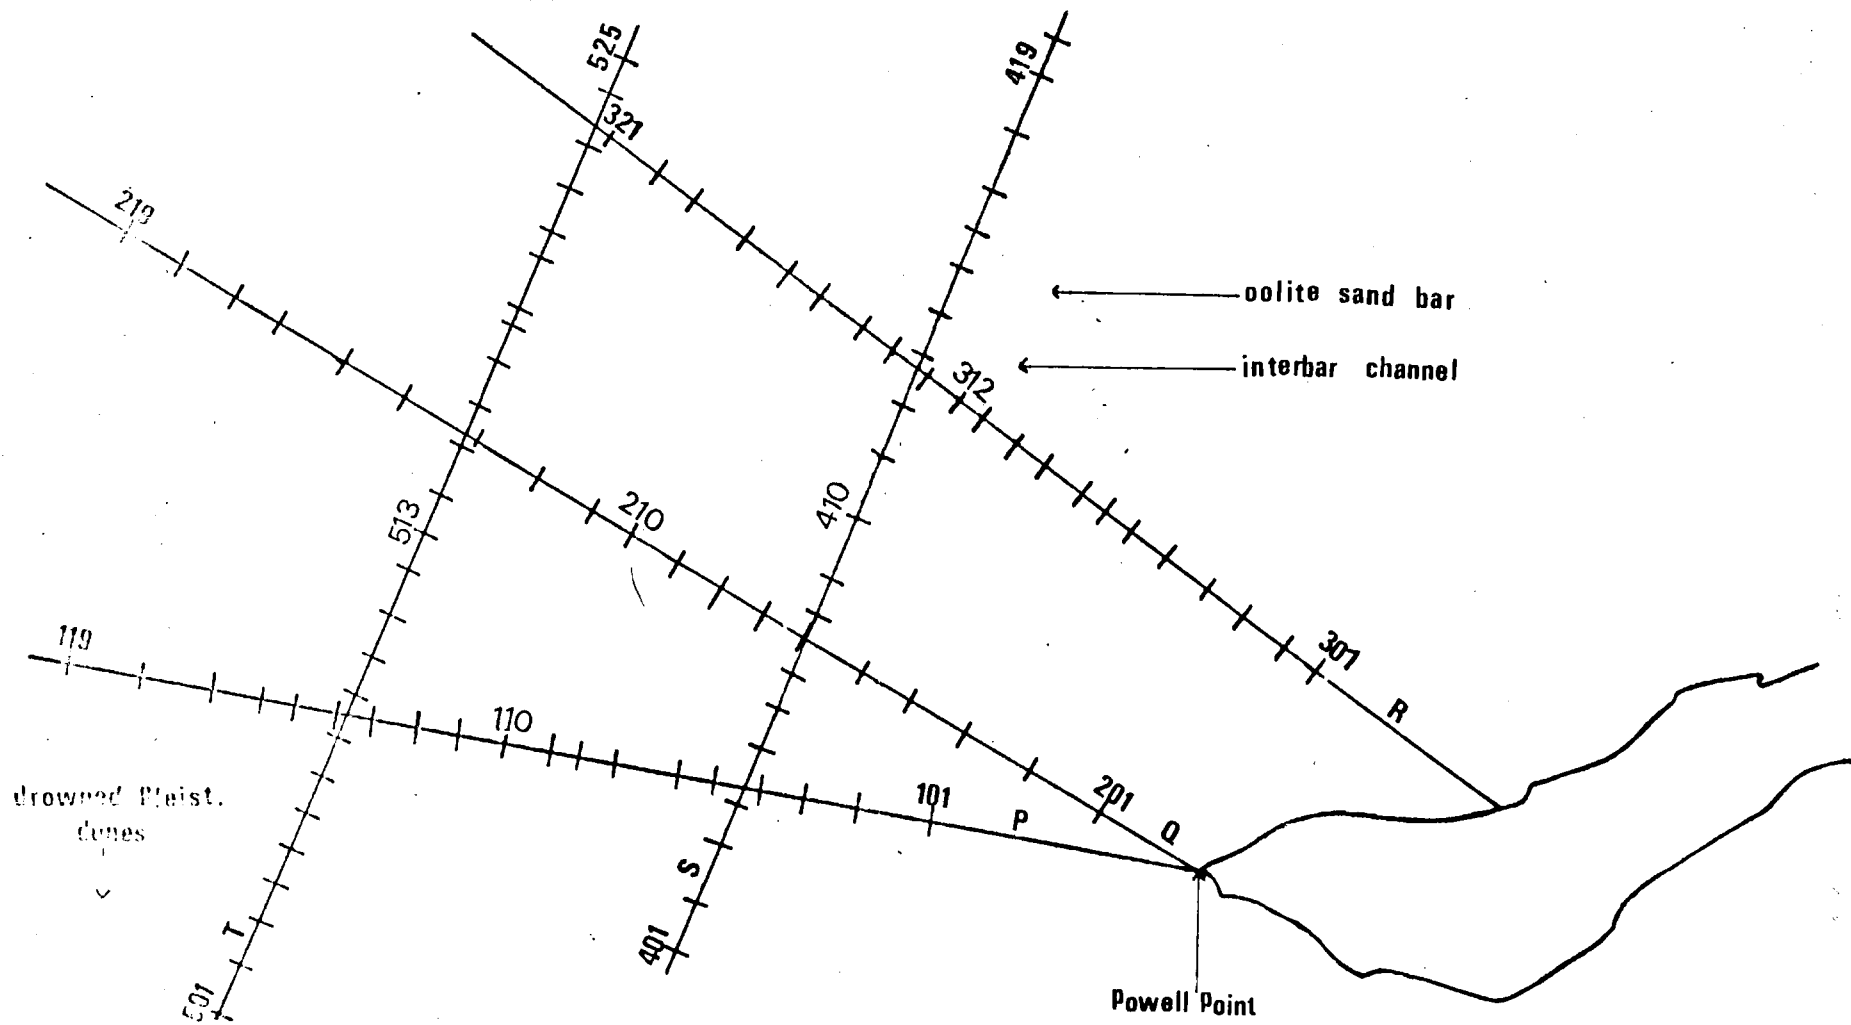 525
419
321
219
oolite sand bar
interbar channel
312
410
210
513
301
119
R
110
drowned Pleist.
dunes
101
201
P
Q
S
T
401
501
Powell Point